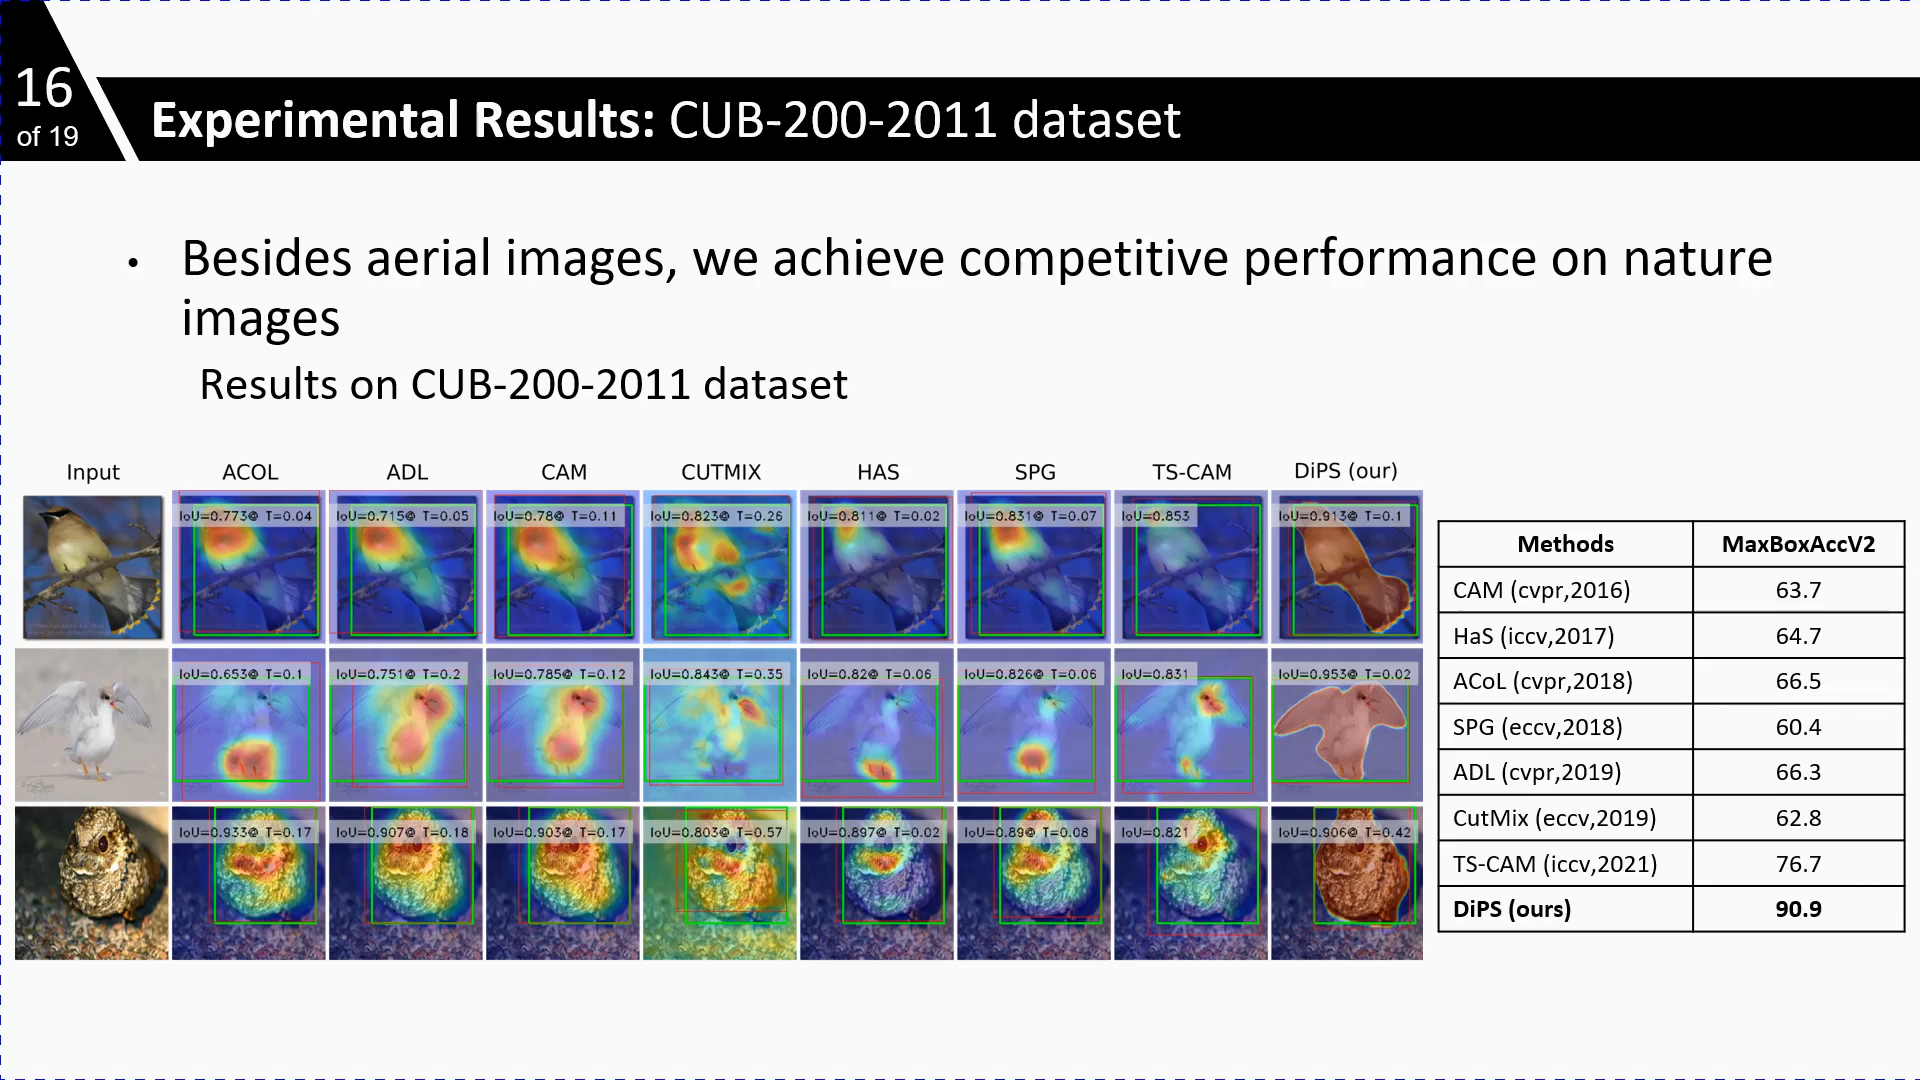 16
of 19
Experimental Results: CUB-200-2011 dataset
• Besides aerial images, we achieve competitive performance on nature
images
Results on CUB-200-2011 dataset
Input ACOL ADL CAM CUTMIX HAS SPG TS-CAM DiPS (our)
IoU=0.773@ T=0.04 IoU=0.715@ T=0.05 IoU=0.78@ T=0.11 IoU=0.823@ T=0.26 IoU=0.811@ T=0.02 IoU=0.831@ T=0.07 IoU=0.853 IoU=0.913@ T=0.1
IoU=0.653@ T=0.1 IoU=0.751@ T=0.2 IoU=0.785@ T=0.12 IoU=0.843@ T=0.35 IoU=0.82@ T=0.06 IoU=0.826@ T=0.06 IoU=0.831 IoU=0.953@ T=0.02
IoU=0.933@ T=0.17 IoU=0.907@ T=0.18 IoU=0.903@ T=0.17 IoU=0.803@ T=0.57 IoU=0.897@ T=0.02 IoU=0.89@ T=0.08 IoU=0.821 IoU=0.906@ T=0.42
Methods MaxBoxAccV2
CAM (cvpr,2016) 63.7
HaS (iccv,2017) 64.7
ACoL (cvpr,2018) 66.5
SPG (eccv,2018) 60.4
ADL (cvpr,2019) 66.3
CutMix (eccv,2019) 62.8
TS-CAM (iccv,2021) 76.7
DiPS (ours) 90.9